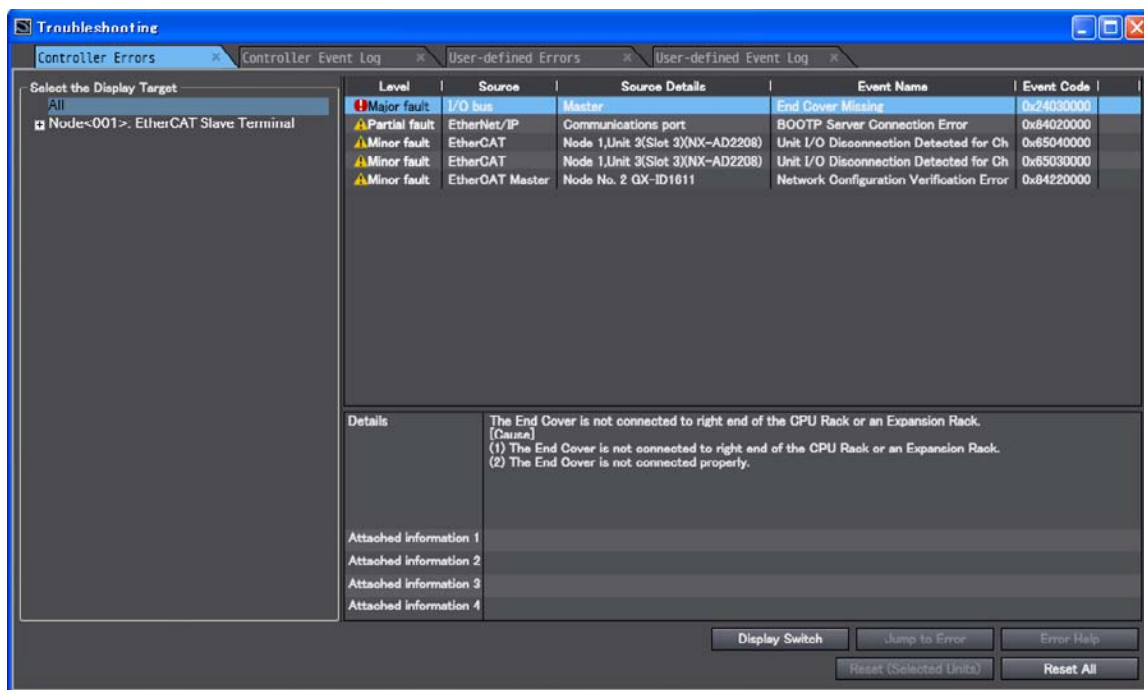 Troubleshooting
Controller Errors × Controller Event Log × User-defined Errors × User-defined Event Log ×
Select the Display Target
All
Node<001>: EtherCAT Slave Terminal
Level Source Source Details Event Name Event Code
Major fault I/O bus Master End Cover Missing 0x24030000
Partial fault EtherNet/IP Communications port BOOTP Server Connection Error 0x84020000
Minor fault EtherCAT Node 1,Unit 3(Slot 3)(NX-AD2208) Unit I/O Disconnection Detected for Ch 0x65040000
Minor fault EtherCAT Node 1,Unit 3(Slot 3)(NX-AD2208) Unit I/O Disconnection Detected for Ch 0x65030000
Minor fault EtherCAT Master Node No. 2 GX-ID1611 Network Configuration Verification Error 0x84220000
Details The End Cover is not connected to right end of the CPU Rack or an Expansion Rack.
[Cause]
(1) The End Cover is not connected to right end of the CPU Rack or an Expansion Rack.
(2) The End Cover is not connected properly.
Attached information 1
Attached information 2
Attached information 3
Attached information 4
Display Switch Jump to Error Error Help
Reset (Selected Units) Reset All